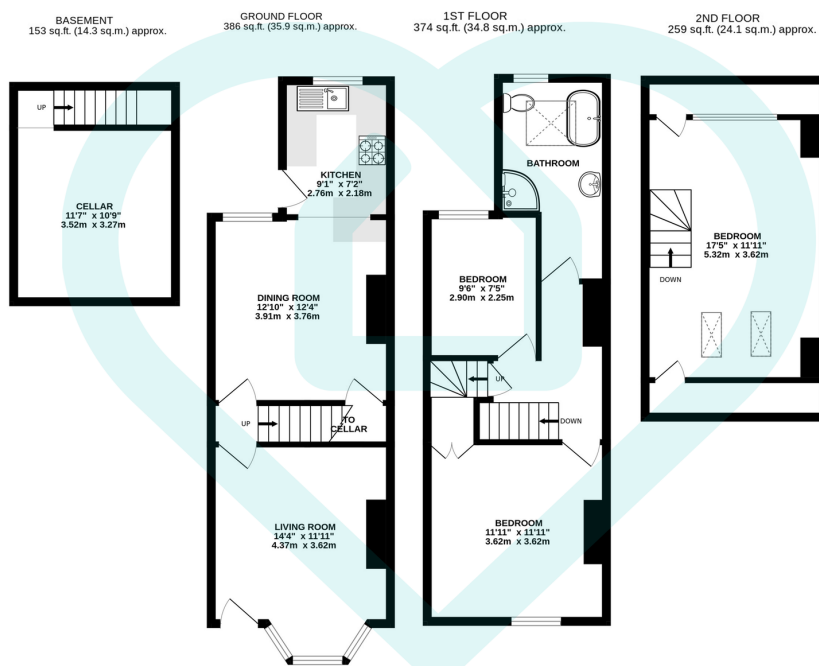 BASEMENT
153 sq.ft. (14.3 sq.m.) approx.
GROUND FLOOR
386 sq.ft. (35.9 sq.m.) approx.
1ST FLOOR
374 sq.ft. (34.8 sq.m.) approx.
2ND FLOOR
259 sq.ft. (24.1 sq.m.) approx.
UP
CELLAR
11'7" x 10'9"
3.52m x 3.27m
KITCHEN
9'1" x 7'2"
2.76m x 2.18m
DINING ROOM
12'10" x 12'4"
3.91m x 3.76m
UP
TO
CELLAR
LIVING ROOM
14'4" x 11'11"
4.37m x 3.62m
BATHROOM
BEDROOM
9'6" x 7'5"
2.90m x 2.25m
UP
DOWN
BEDROOM
11'11" x 11'11"
3.62m x 3.62m
BEDROOM
17'5" x 11'11"
5.32m x 3.62m
DOWN